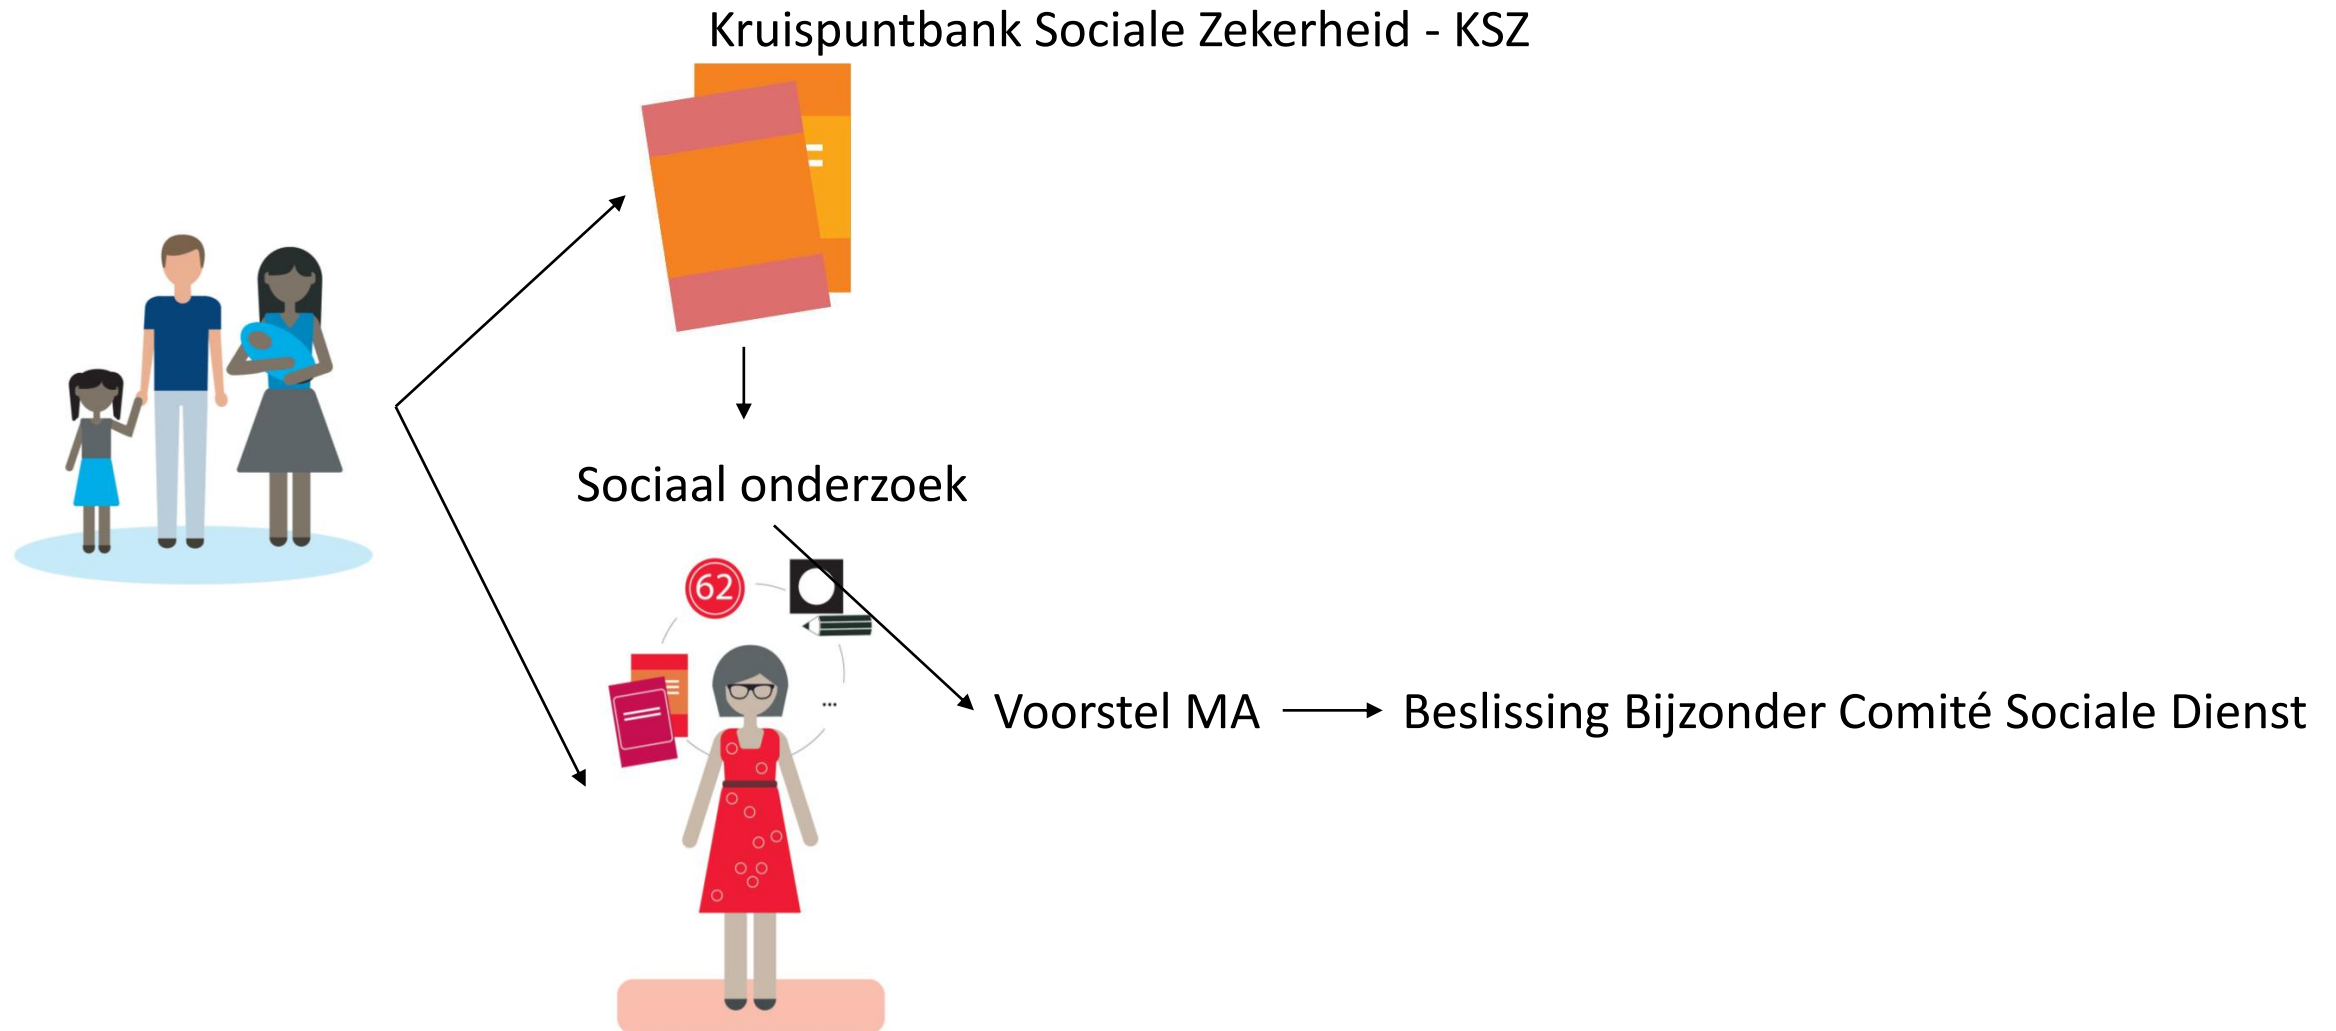 Kruispuntbank Sociale Zekerheid - KSZ
Sociaal onderzoek
62
...
Voorstel MA
Beslissing Bijzonder Comité Sociale Dienst